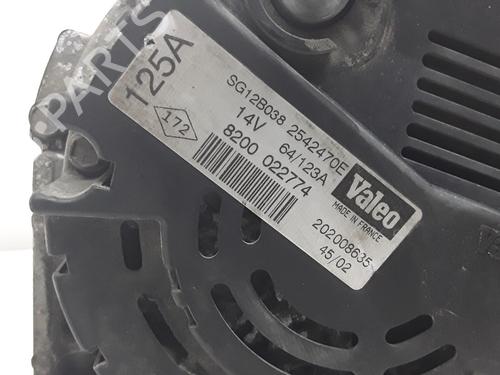 PARTS
125A
172
SG12B038 2542470E
14V 64/123A
8200 022774
Valeo
MADE IN FRANCE
202008635
45/02